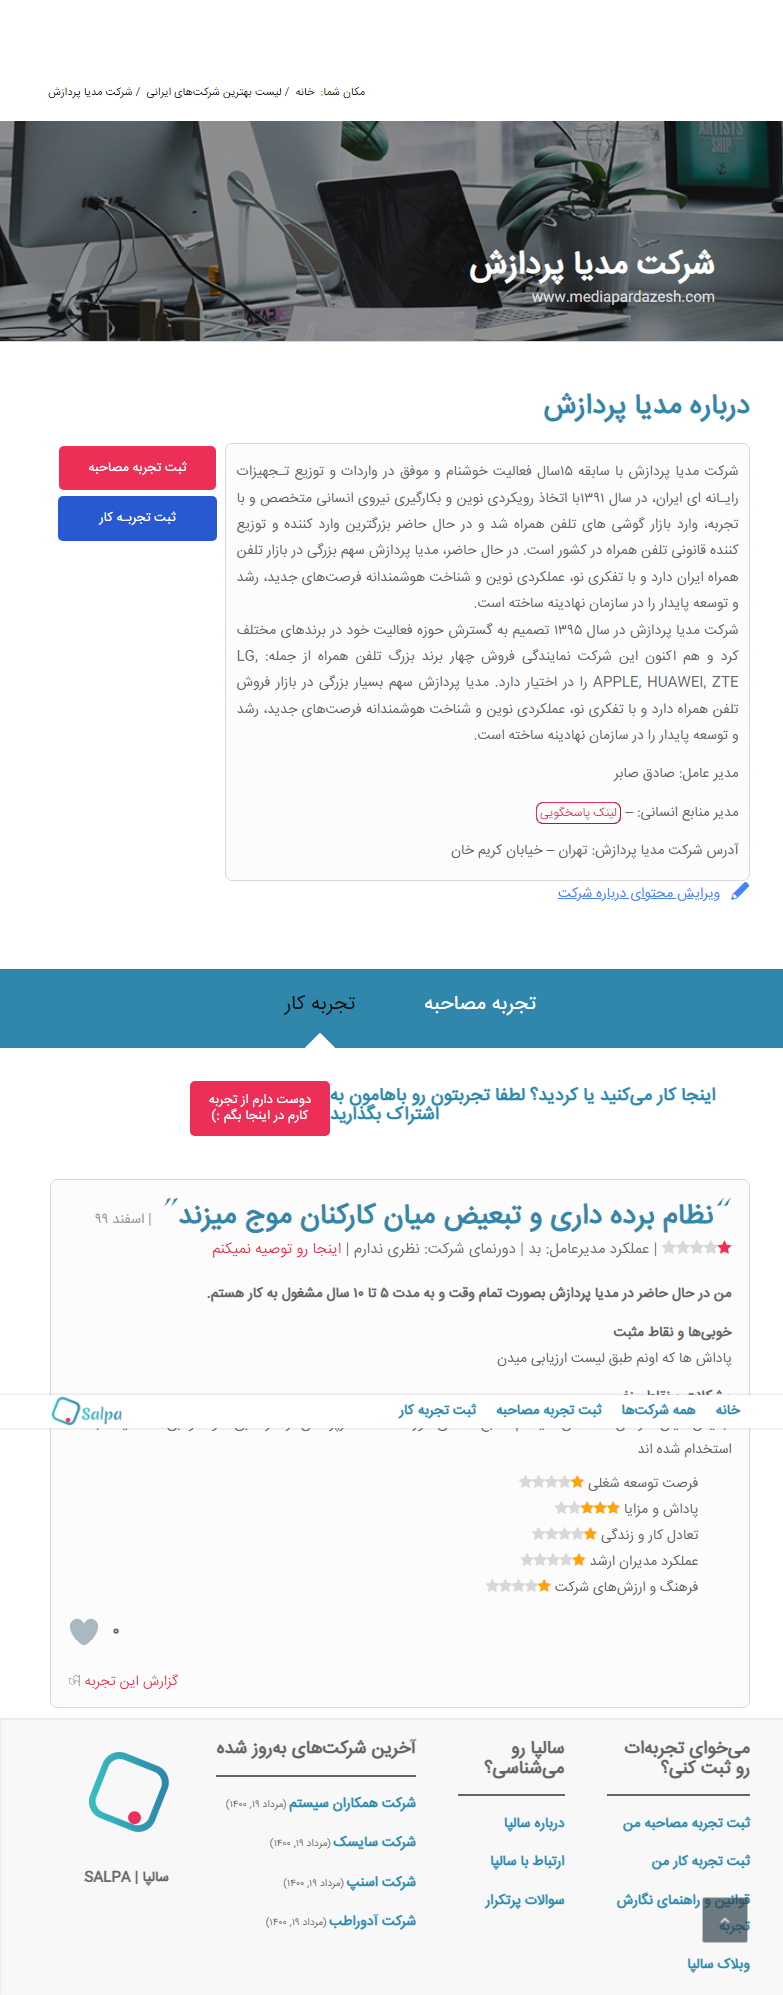 مکان شما: خانه / لیست بهترین شرکت‌های ایرانی / شرکت مدیا پردازش
ARTISTS
SHIP
شرکت مدیا پردازش
www.mediapardazesh.com
درباره مدیا پردازش
ثبت تجربه مصاحبه
ثبت تجربـه کار
شرکت مدیا پردازش با سابقه ۱۵سال فعالیت خوشنام و موفق در واردات و توزیع تـجهیزات
رایـانه ای ایران، در سال ۱۳۹۱با اتخاذ رویکردی نوین و بکارگیری نیروی انسانی متخصص و با
تجربه، وارد بازار گوشی های تلفن همراه شد و در حال حاضر بزرگترین وارد کننده و توزیع
کننده قانونی تلفن همراه در کشور است. در حال حاضر، مدیا پردازش سهم بزرگی در بازار تلفن
همراه ایران دارد و با تفکری نو، عملکردی نوین و شناخت هوشمندانه فرصت‌های جدید، رشد
و توسعه پایدار را در سازمان نهادینه ساخته است.
شرکت مدیا پردازش در سال ۱۳۹۵ تصمیم به گسترش حوزه فعالیت خود در برندهای مختلف
کرد و هم اکنون این شرکت نمایندگی فروش چهار برند بزرگ تلفن همراه از جمله: LG,
APPLE, HUAWEI, ZTE را در اختیار دارد. مدیا پردازش سهم بسیار بزرگی در بازار فروش
تلفن همراه دارد و با تفکری نو، عملکردی نوین و شناخت هوشمندانه فرصت‌های جدید، رشد
و توسعه پایدار را در سازمان نهادینه ساخته است.
مدیر عامل: صادق صابر
مدیر منابع انسانی: – لینک پاسخگویی
آدرس شرکت مدیا پردازش: تهران – خیابان کریم خان
ویرایش محتوای درباره شرکت
تجربه مصاحبه
تجربه کار
اینجا کار می‌کنید یا کردید؟ لطفا تجربتون رو باهامون به
اشتراک بگذارید
دوست دارم از تجربه
کارم در اینجا بگم :)
“نظام برده داری و تبعیض میان کارکنان موج میزند” | اسفند ۹۹
| عملکرد مدیرعامل: بد | دورنمای شرکت: نظری ندارم | اینجا رو توصیه نمیکنم
من در حال حاضر در مدیا پردازش بصورت تمام وقت و به مدت ۵ تا ۱۰ سال مشغول به کار هستم.
خوبی‌ها و نقاط مثبت
پاداش ها که اونم طبق لیست ارزیابی میدن
خانه همه شرکت‌ها ثبت تجربه مصاحبه ثبت تجربه کار
Salpa
استخدام شده اند
فرصت توسعه شغلی
پاداش و مزایا
تعادل کار و زندگی
عملکرد مدیران ارشد
فرهنگ و ارزش‌های شرکت
۰
گزارش این تجربه
می‌خوای تجربه‌ات
رو ثبت کنی؟
ثبت تجربه مصاحبه من
ثبت تجربه کار من
قوانین و راهنمای نگارش
تجربه
وبلاگ سالپا
سالپا رو
می‌شناسی؟
درباره سالپا
ارتباط با سالپا
سوالات پرتکرار
آخرین شرکت‌های به‌روز شده
شرکت همکاران سیستم (مرداد ۱۹, ۱۴۰۰)
شرکت سایسک (مرداد ۱۹, ۱۴۰۰)
شرکت اسنپ (مرداد ۱۹, ۱۴۰۰)
شرکت آدوراطب (مرداد ۱۹, ۱۴۰۰)
سالپا | SALPA